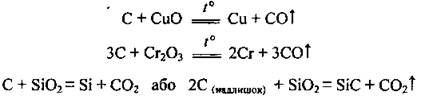 C + CuO =t°= Cu + CO↑
3C + Cr₂O₃ =t°= 2Cr + 3CO↑
C + SiO₂ = Si + CO₂ або 2C (надлишок) + SiO₂ = SiC + CO₂↑